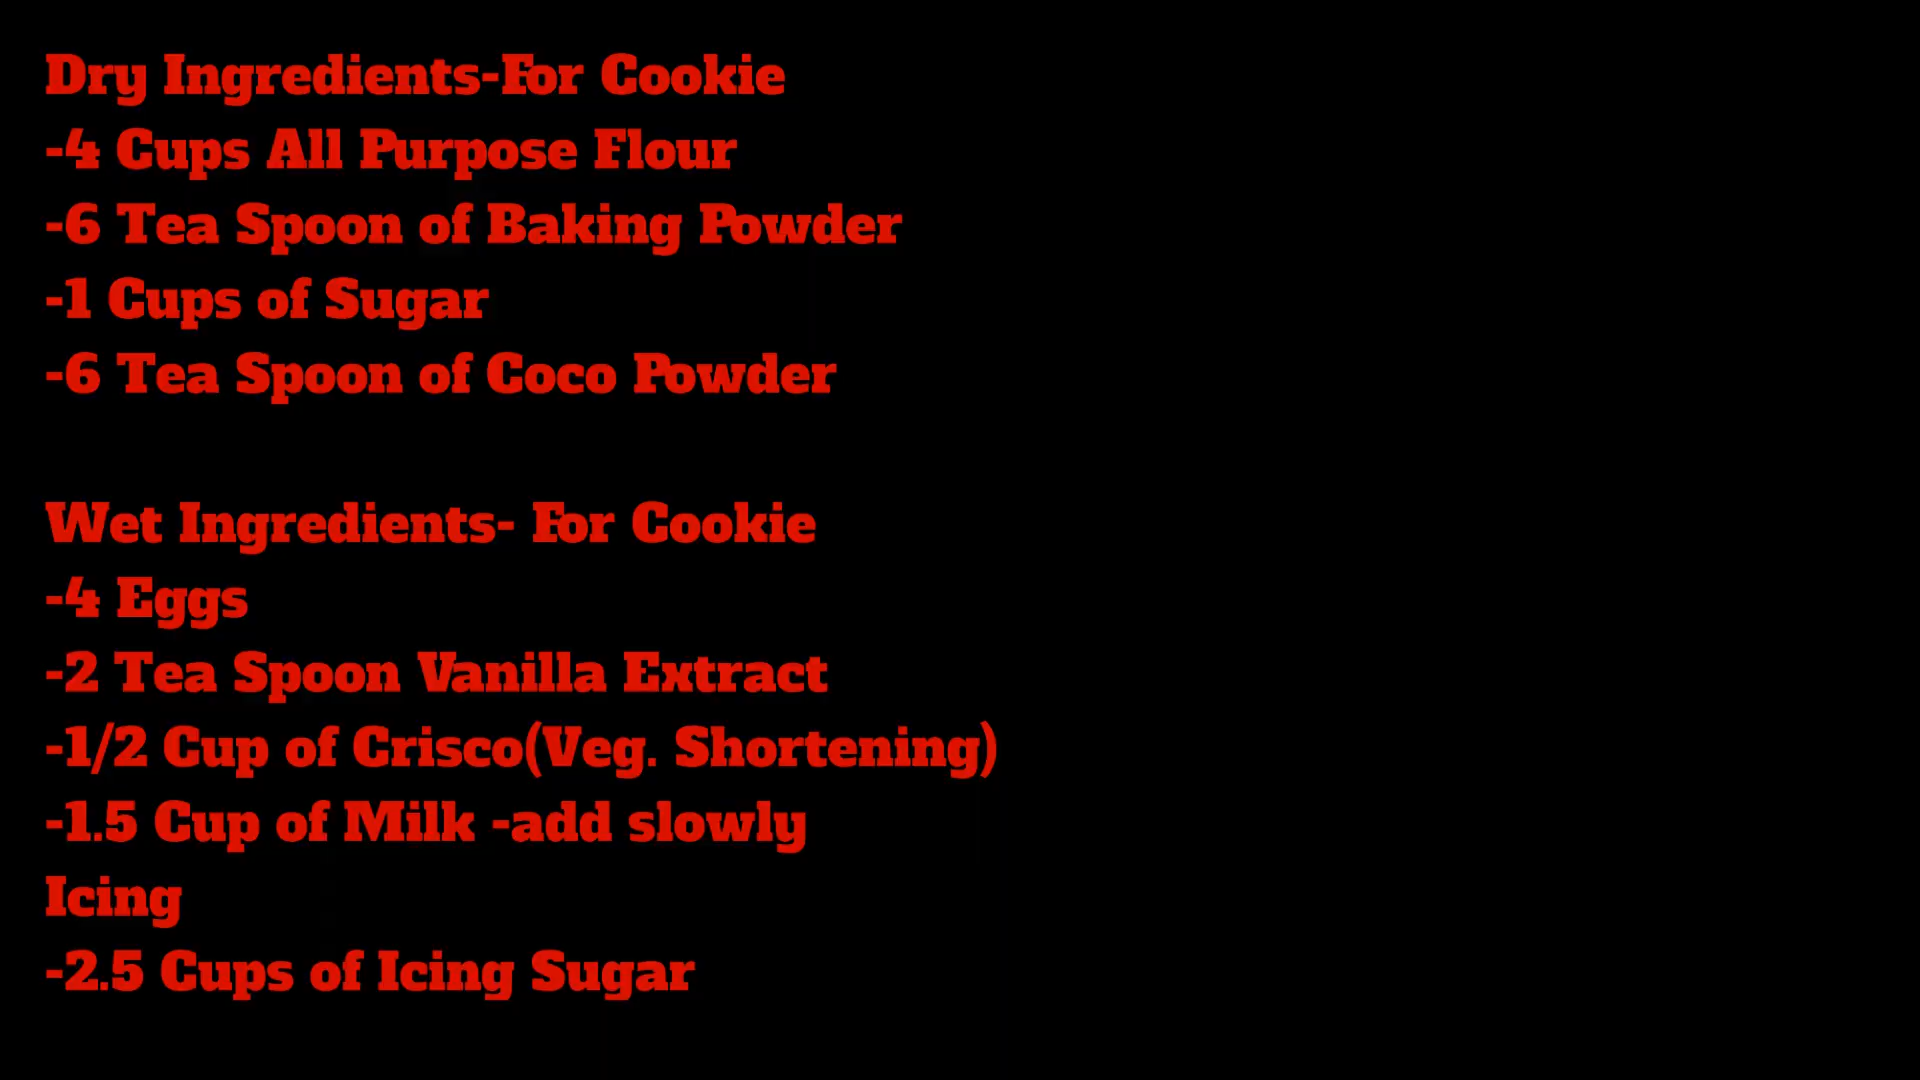 Dry Ingredients-For Cookie
-4 Cups All Purpose Flour
-6 Tea Spoon of Baking Powder
-1 Cups of Sugar
-6 Tea Spoon of Coco Powder
Wet Ingredients- For Cookie
-4 Eggs
-2 Tea Spoon Vanilla Extract
-1/2 Cup of Crisco(Veg. Shortening)
-1.5 Cup of Milk -add slowly
Icing
-2.5 Cups of Icing Sugar